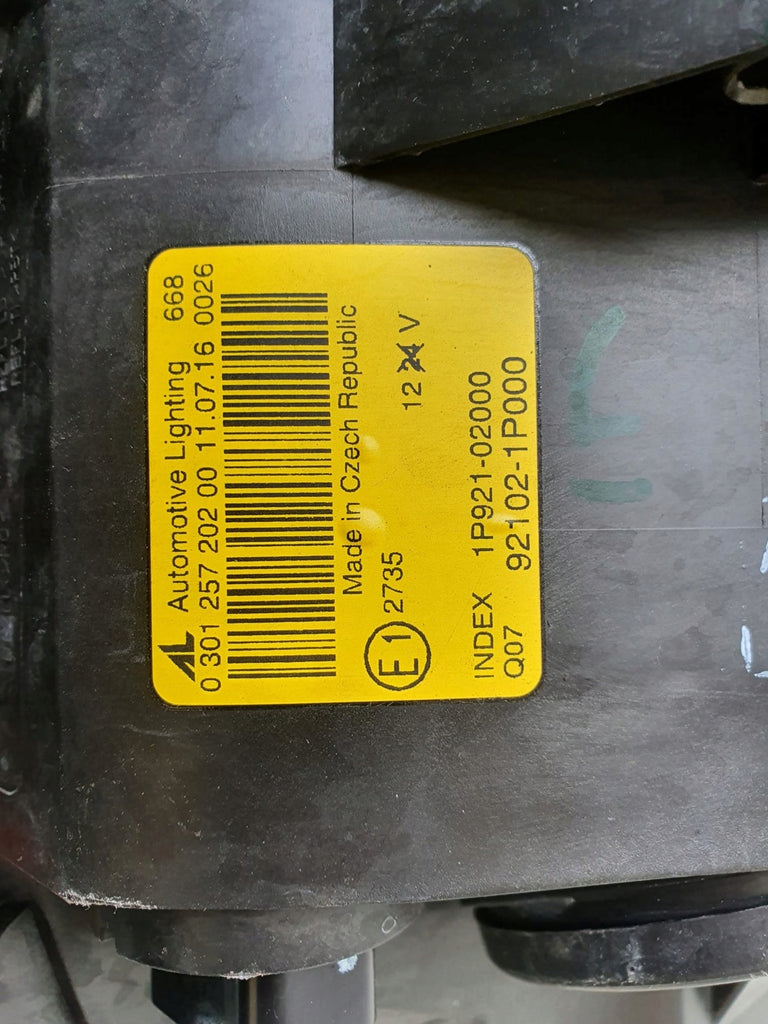 AL Automotive Lighting 668
0 301 257 202 00 11.07.16 0026
Made in Czech Republic
E1 2735 12 24 V
INDEX 1P921-02000
Q07 92102-1P000